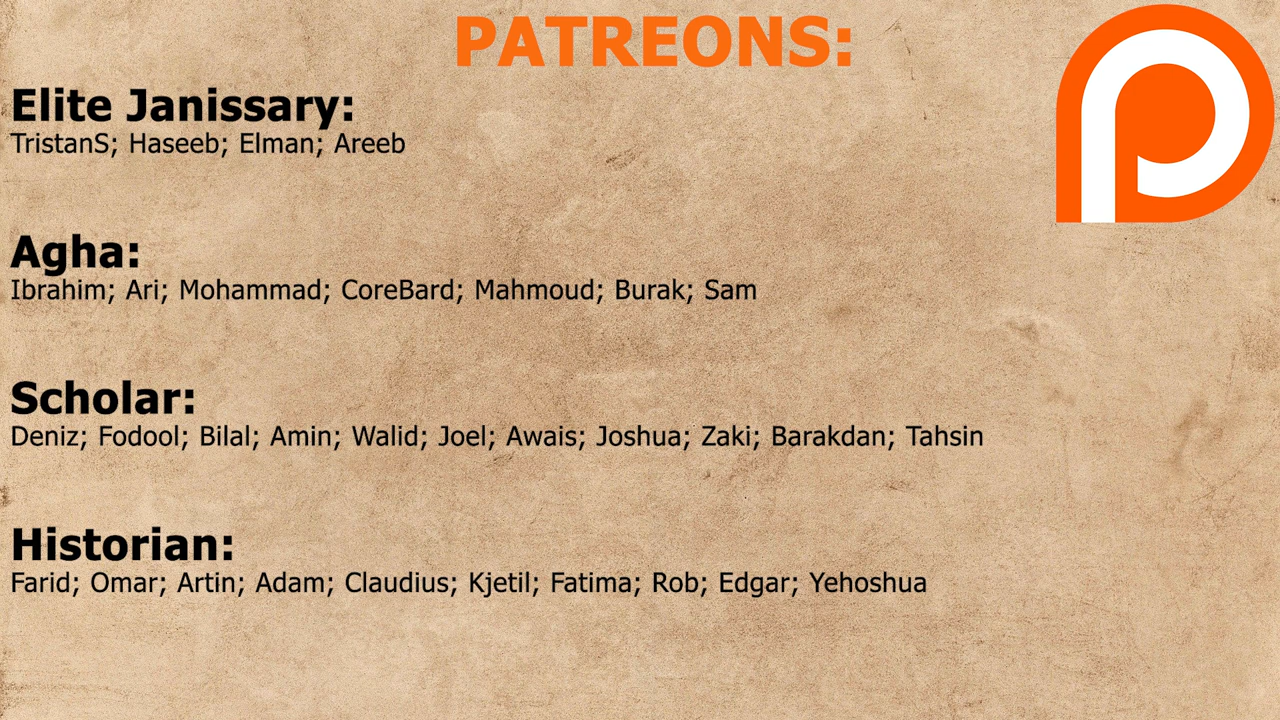 PATREONS:
Elite Janissary:
TristanS; Haseeb; Elman; Areeb
Agha:
Ibrahim; Ari; Mohammad; CoreBard; Mahmoud; Burak; Sam
Scholar:
Deniz; Fodool; Bilal; Amin; Walid; Joel; Awais; Joshua; Zaki; Barakdan; Tahsin
Historian:
Farid; Omar; Artin; Adam; Claudius; Kjetil; Fatima; Rob; Edgar; Yehoshua